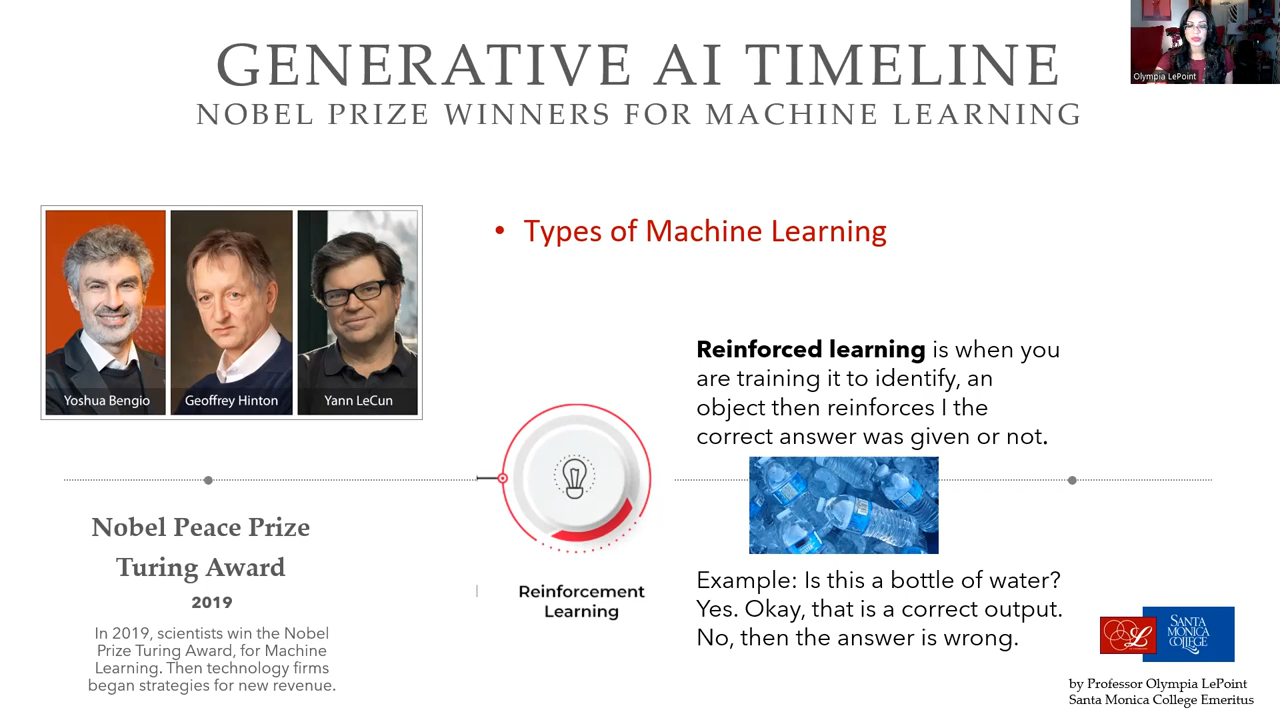 GENERATIVE AI TIMELINE
NOBEL PRIZE WINNERS FOR MACHINE LEARNING
Olympia LePoint
Yoshua Bengio
Geoffrey Hinton
Yann LeCun
• Types of Machine Learning
Reinforced learning is when you
are training it to identify, an
object then reinforces I the
correct answer was given or not.
Reinforcement
Learning
Example: Is this a bottle of water?
Yes. Okay, that is a correct output.
No, then the answer is wrong.
Nobel Peace Prize
Turing Award
2019
In 2019, scientists win the Nobel
Prize Turing Award, for Machine
Learning. Then technology firms
began strategies for new revenue.
SANTA
MONICA
COLLEGE
by Professor Olympia LePoint
Santa Monica College Emeritus